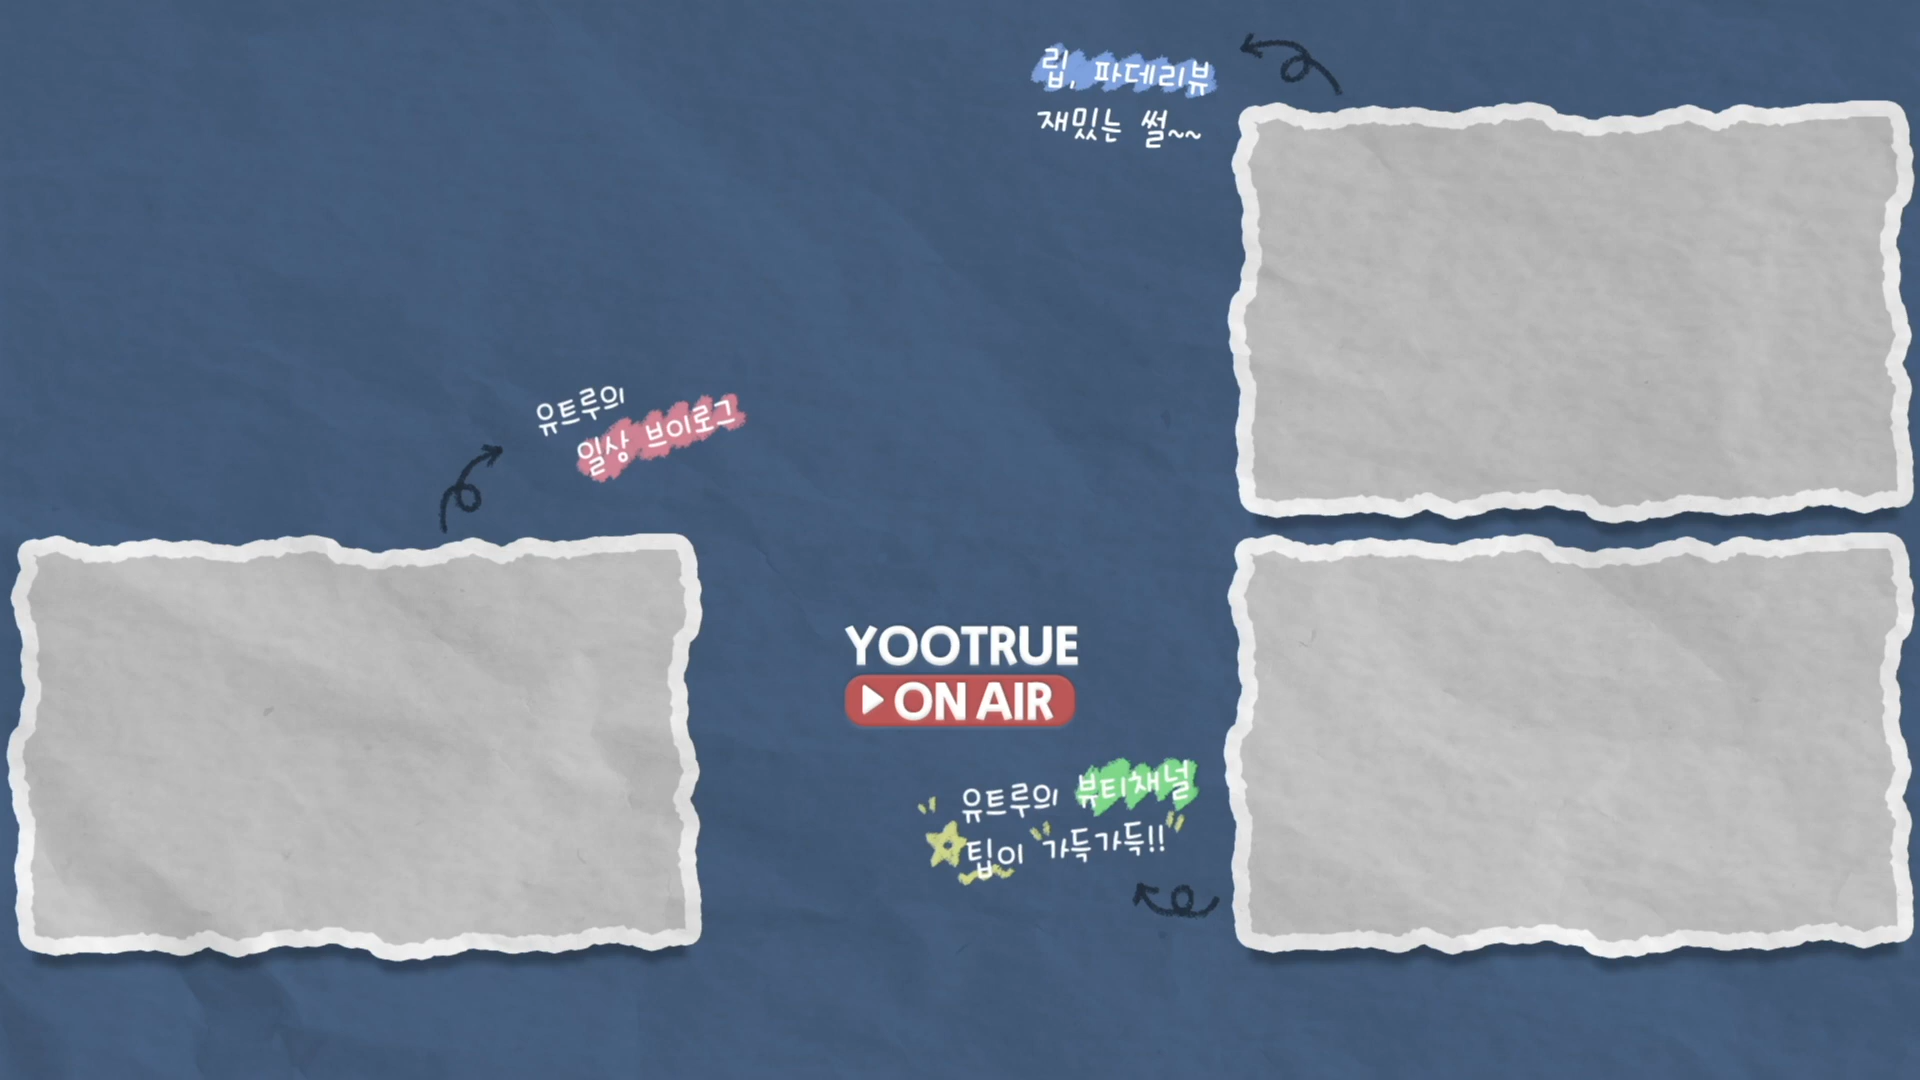 립, 파데리뷰
재밌는 썰~~
유트루의
일상 브이로그
YOOTRUE
ON AIR
유트루의 뷰티채널
팁이 "가득가득!!"